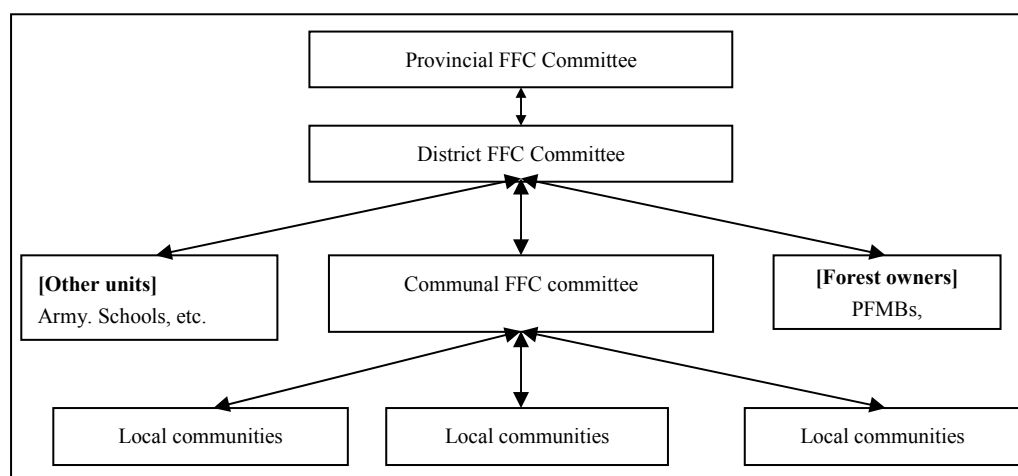 Provincial FFC Committee
District FFC Committee
[Other units]
Army. Schools, etc.
Communal FFC committee
[Forest owners]
PFMBs,
Local communities
Local communities
Local communities